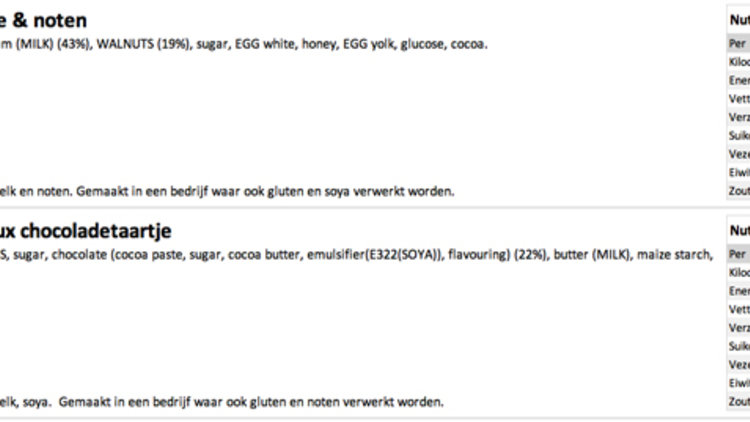 e & noten
m (MILK) (43%), WALNUTS (19%), sugar, EGG white, honey, EGG yolk, glucose, cocoa.
elk en noten. Gemaakt in een bedrijf waar ook gluten en soya verwerkt worden.
Nut
Per
Kiloc
Ener
Vett
Verz
Suik
Veze
Eiwi
Zout
ux chocoladetaartje
S, sugar, chocolate (cocoa paste, sugar, cocoa butter, emulsifier(E322(SOYA)), flavouring) (22%), butter (MILK), maize starch,
elk, soya. Gemaakt in een bedrijf waar ook gluten en noten verwerkt worden.
Nut
Per
Kiloc
Ener
Vett
Verz
Suik
Veze
Eiwi
Zout